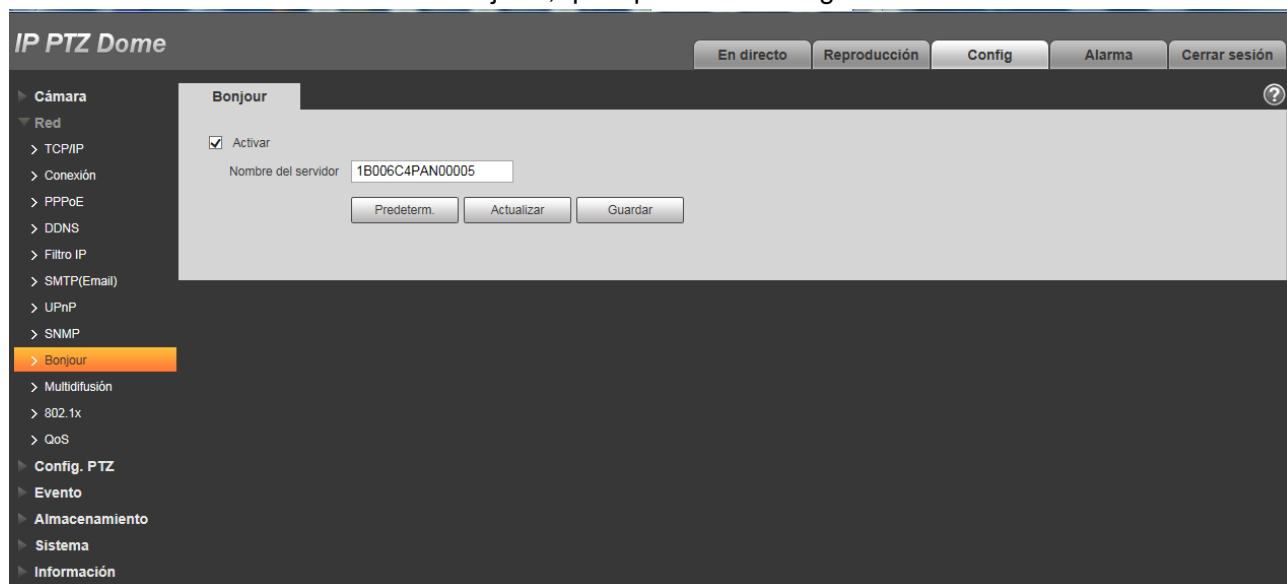 IP PTZ Dome
En directo Reproducción Config Alarma Cerrar sesión
Cámara
Red
TCP/IP
Conexión
PPPoE
DDNS
Filtro IP
SMTP(Email)
UPnP
SNMP
Bonjour
Multidifusión
802.1x
QoS
Config. PTZ
Evento
Almacenamiento
Sistema
Información
Bonjour
?
Activar
Nombre del servidor 1B006C4PAN00005
Predeterm. Actualizar Guardar